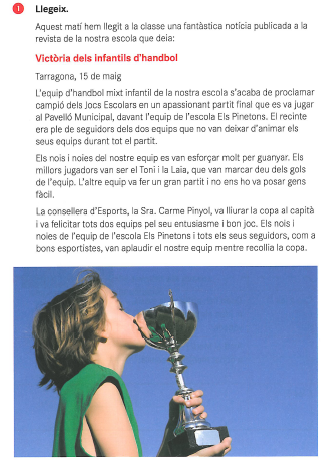 1 Llegeix.
Aquest matí hem llegit a la classe una fantàstica notícia publicada a la
revista de la nostra escola que deia:
Victòria dels infantils d'handbol
Tarragona, 15 de maig
L'equip d'handbol mixt infantil de la nostra escola s'acaba de proclamar
campió dels Jocs Escolars en un apassionant partit final que es va jugar
al Pavelló Municipal, davant l'equip de l'escola Els Pinetons. El recinte
era ple de seguidors dels dos equips que no van deixar d'animar els
seus equips durant tot el partit.
Els nois i noies del nostre equip es van esforçar molt per guanyar. Els
millors jugadors van ser el Toni i la Laia, que van marcar deu dels gols
de l'equip. L'altre equip va fer un gran partit i no ens ho va posar gens
fàcil.
La consellera d'Esports, la Sra. Carme Pinyol, va lliurar la copa al capità
i va felicitar tots dos equips pel seu entusiasme i bon joc. Els nois i
noies de l'equip de l'escola Els Pinetons i tots els seus seguidors, com a
bons esportistes, van aplaudir el nostre equip mentre recollia la copa.